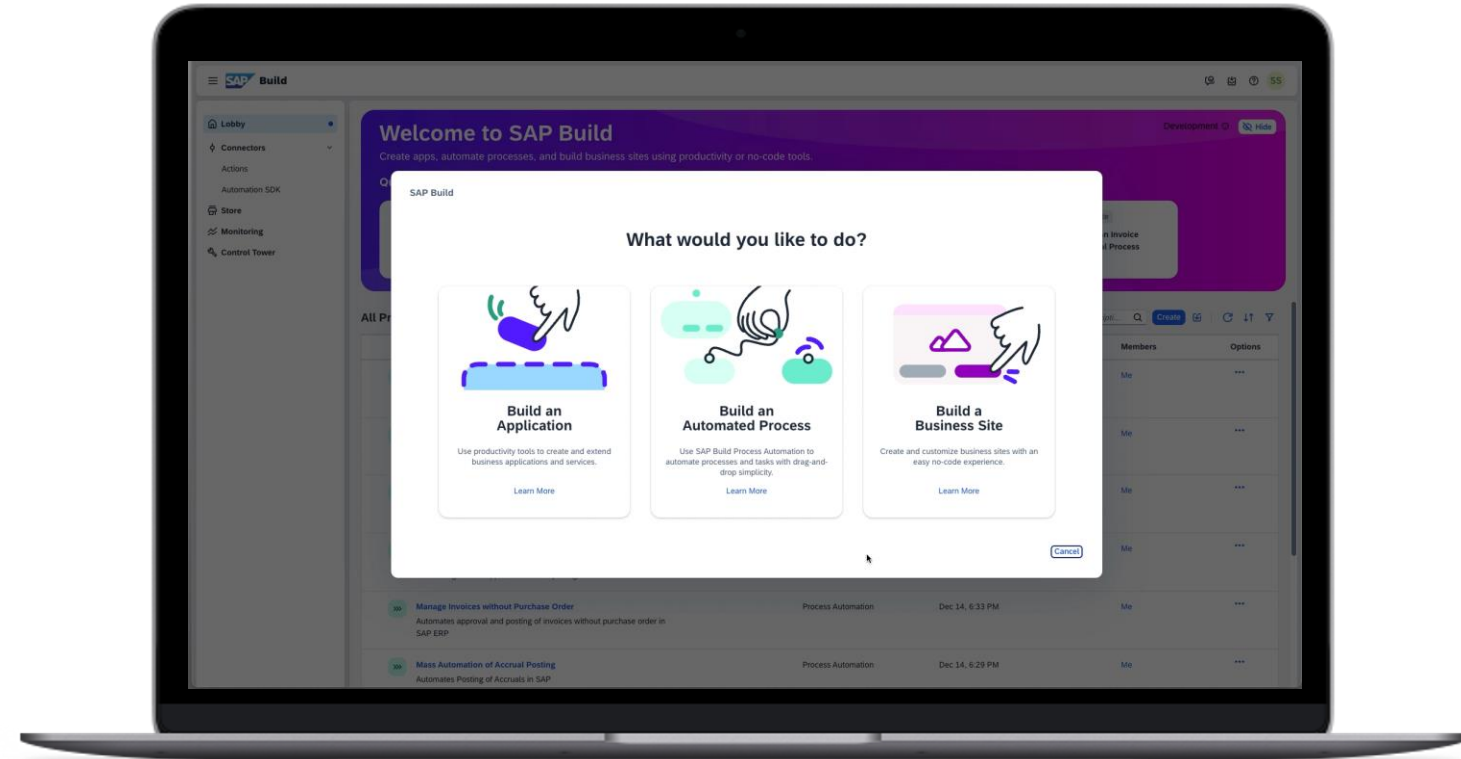 SAP Build
SS
Lobby
Connectors
Actions
Automation SDK
Store
Monitoring
Control Tower
Welcome to SAP Build
Create apps, automate processes, and build business sites using productivity or no-code tools.
Development
Hide
SAP Build
What would you like to do?
Build an
Application
Use productivity tools to create and extend
business applications and services.
Learn More
Build an
Automated Process
Use SAP Build Process Automation to
automate processes and tasks with drag-and-
drop simplicity.
Learn More
Build a
Business Site
Create and customize business sites with an
easy no-code experience.
Learn More
Cancel
Invoice
Process
All
Create
Members
Options
Me
Me
Me
Me
Manage Invoices without Purchase Order
Automates approval and posting of invoices without purchase order in
SAP ERP
Process Automation
Dec 14, 6:33 PM
Me
Mass Automation of Accrual Posting
Automates Posting of Accruals in SAP
Process Automation
Dec 14, 6:29 PM
Me